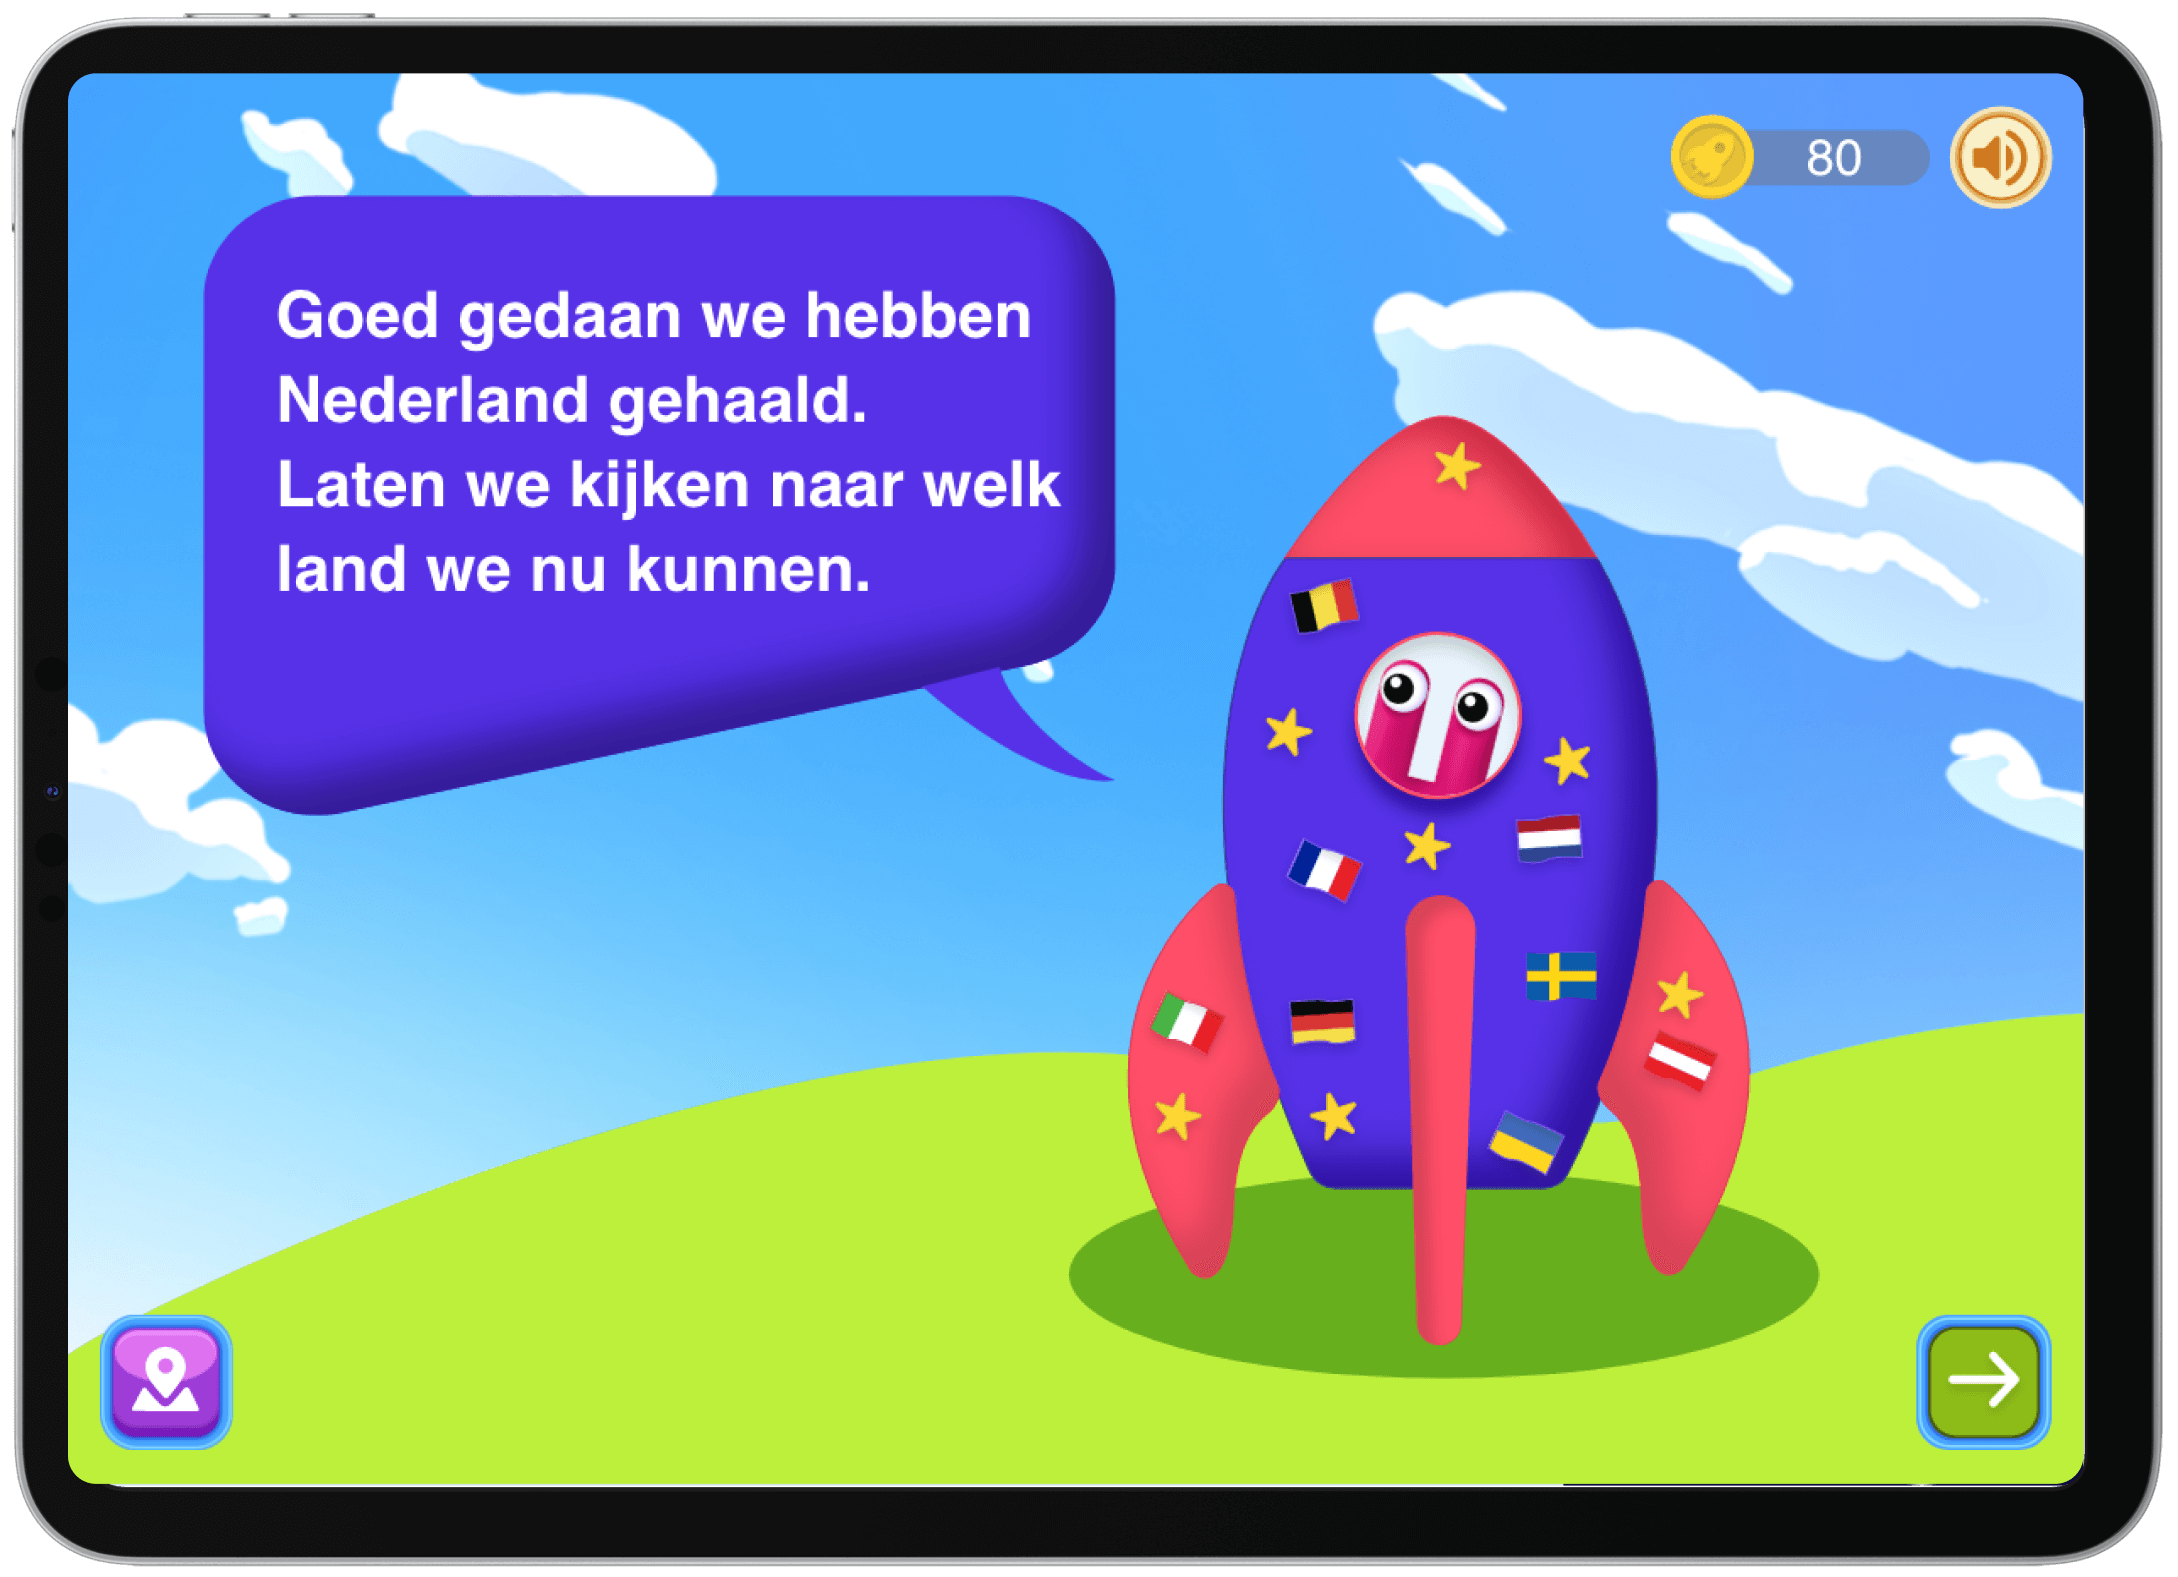 80
Goed gedaan we hebben
Nederland gehaald.
Laten we kijken naar welk
land we nu kunnen.